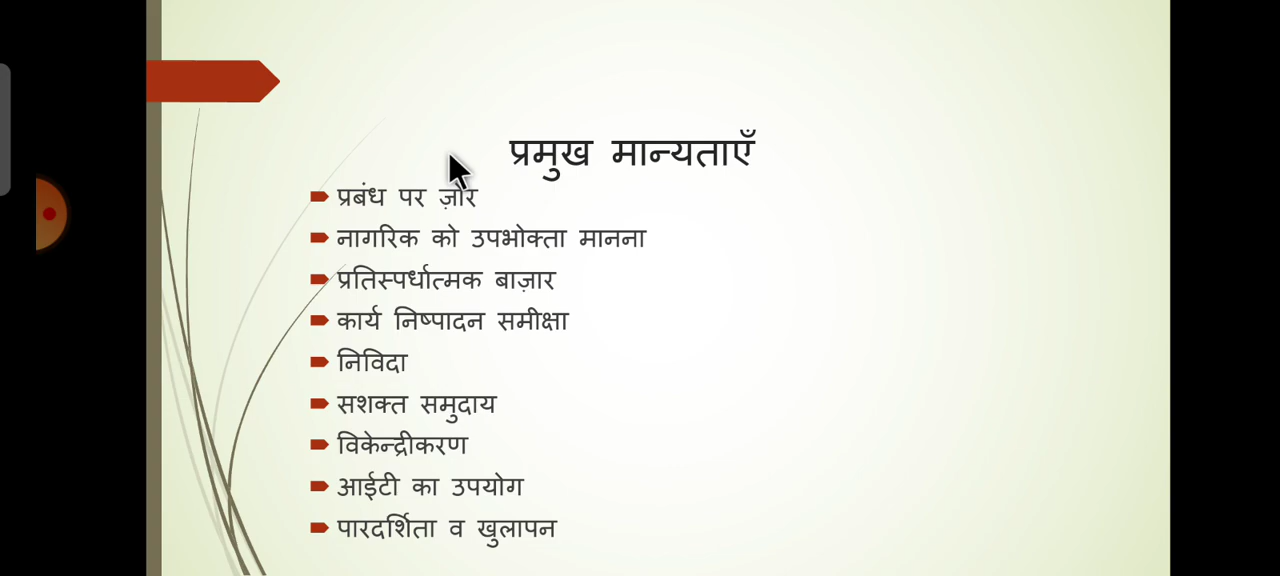 प्रमुख मान्यताएँ
प्रबंध पर ज़ोर
नागरिक को उपभोक्ता मानना
प्रतिस्पर्धात्मक बाज़ार
कार्य निष्पादन समीक्षा
निविदा
सशक्त समुदाय
विकेन्द्रीकरण
आईटी का उपयोग
पारदर्शिता व खुलापन